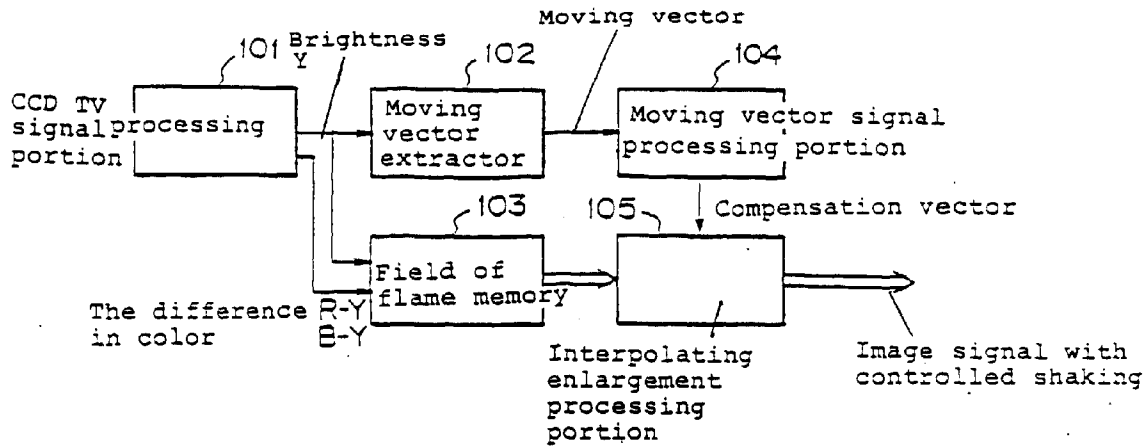 Moving vector
101
Brightness
Y
102
104
CCD TV
signal processing
portion
Moving
vector
extractor
Moving vector signal
processing portion
103
105
Compensation vector
Field of
flame memory
The difference R-Y
in color B-Y
Interpolating
enlargement
processing
portion
Image signal with
controlled shaking